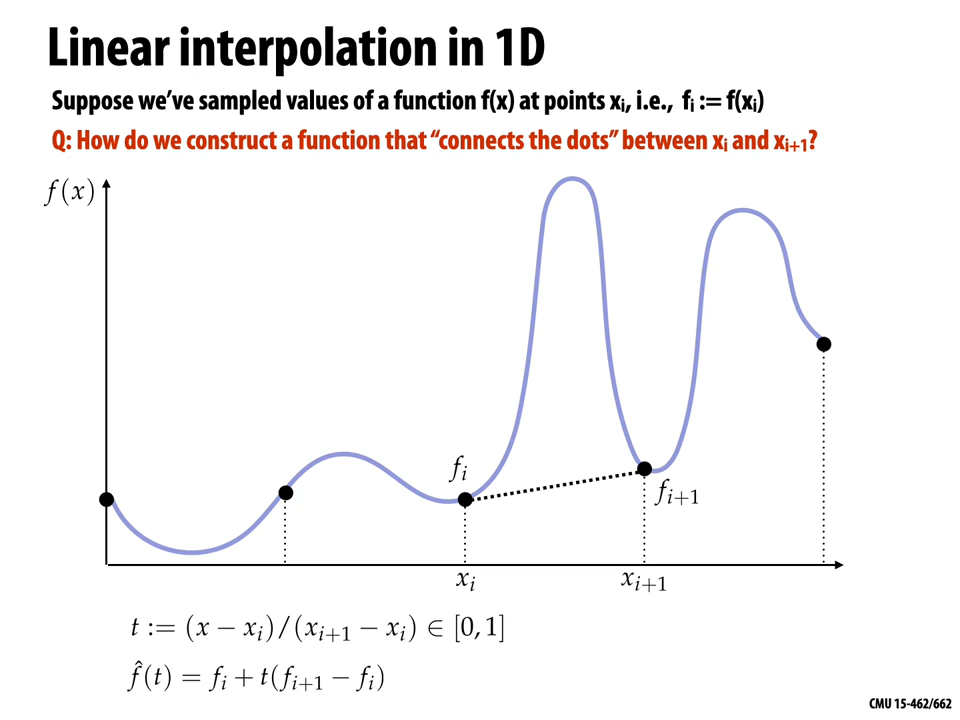 Linear interpolation in 1D
Suppose we’ve sampled values of a function f(x) at points xᵢ, i.e., fᵢ := f(xᵢ)
Q: How do we construct a function that “connects the dots” between xᵢ and xᵢ₊₁?
f(x)
fᵢ
fᵢ₊₁
xᵢ
xᵢ₊₁
t := (x − xᵢ)/(xᵢ₊₁ − xᵢ) ∈ [0, 1]
f̂(t) = fᵢ + t(fᵢ₊₁ − fᵢ)
CMU 15-462/662